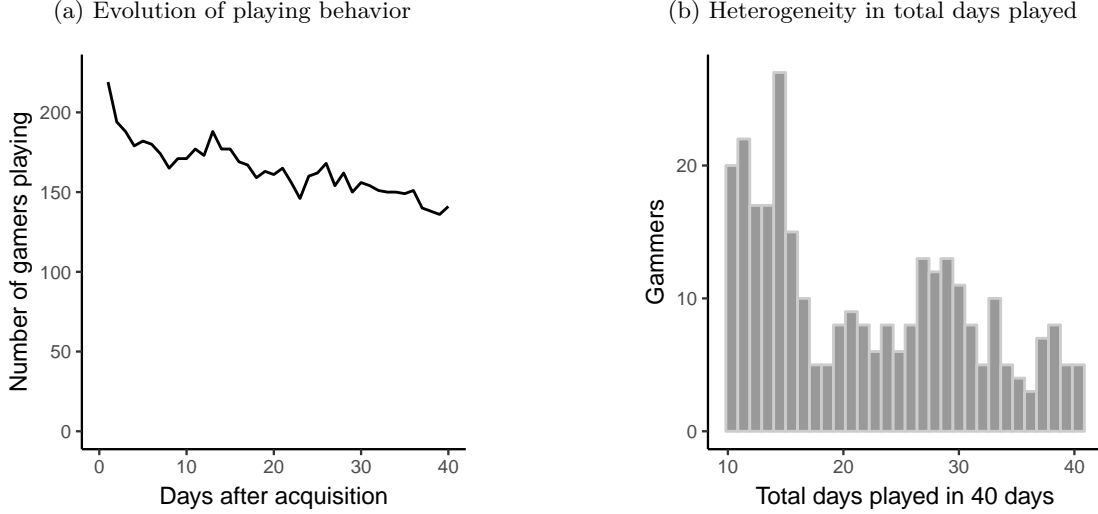 (a) Evolution of playing behavior
Number of gamers playing
200
150
100
50
0
0 10 20 30 40
Days after acquisition
(b) Heterogeneity in total days played
Gammers
20
10
0
10 20 30 40
Total days played in 40 days